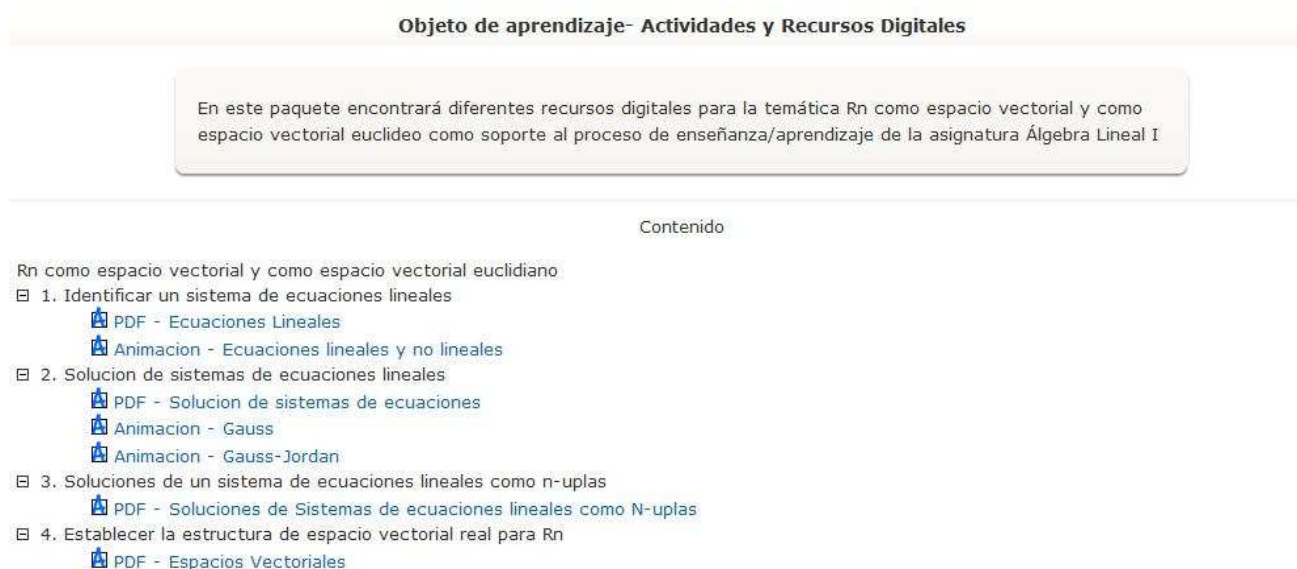 Objeto de aprendizaje- Actividades y Recursos Digitales
En este paquete encontrará diferentes recursos digitales para la temática Rn como espacio vectorial y como
espacio vectorial euclideo como soporte al proceso de enseñanza/aprendizaje de la asignatura Álgebra Lineal I
Contenido
Rn como espacio vectorial y como espacio vectorial euclidiano
1. Identificar un sistema de ecuaciones lineales
PDF - Ecuaciones Lineales
Animacion - Ecuaciones lineales y no lineales
2. Solucion de sistemas de ecuaciones lineales
PDF - Solucion de sistemas de ecuaciones
Animacion - Gauss
Animacion - Gauss-Jordan
3. Soluciones de un sistema de ecuaciones lineales como n-uplas
PDF - Soluciones de Sistemas de ecuaciones lineales como N-uplas
4. Establecer la estructura de espacio vectorial real para Rn
PDF - Espacios Vectoriales